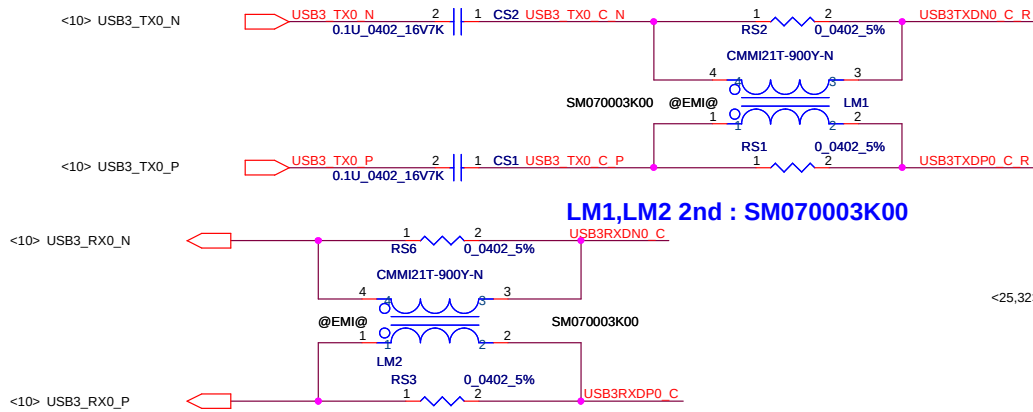 <10> USB3_TX0_N
USB3_TX0_N 2 1 CS2 USB3_TX0_C_N 1 2 USB3TXDN0_C_R
0.1U_0402_16V7K RS2 0_0402_5%
CMMI21T-900Y-N
4 4 3 3
SM070003K00 @EMI@ LM1
1 1 2 2
RS1 0_0402_5%
<10> USB3_TX0_P
USB3_TX0_P 2 1 CS1 USB3_TX0_C_P 1 2 USB3TXDP0_C_R
0.1U_0402_16V7K
LM1,LM2 2nd : SM070003K00
<10> USB3_RX0_N 1 2 USB3RXDN0_C
RS6 0_0402_5%
CMMI21T-900Y-N
4 4 3 3
<25,32
@EMI@ SM070003K00
1 1 2 2
LM2
RS3 0_0402_5%
<10> USB3_RX0_P 1 2 USB3RXDP0_C